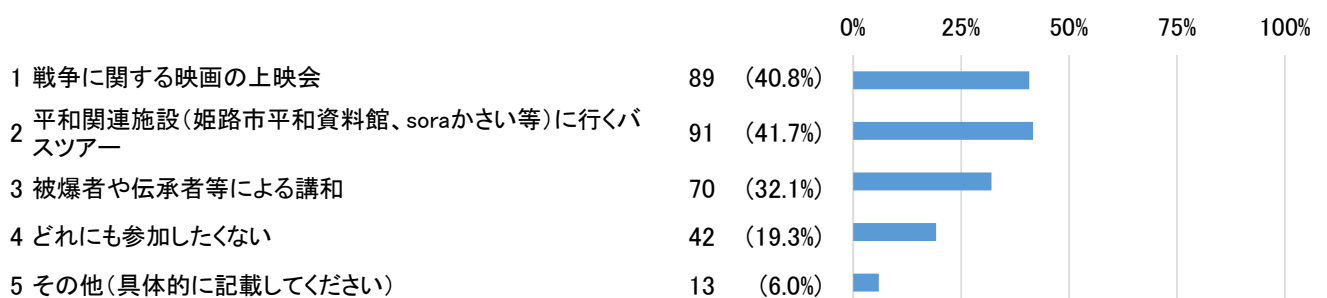 0% 25% 50% 75% 100%
1 戦争に関する映画の上映会 89 (40.8%)
2 平和関連施設(姫路市平和資料館、soraかさい等)に行くバ
スツアー 91 (41.7%)
3 被爆者や伝承者等による講和 70 (32.1%)
4 どれにも参加したくない 42 (19.3%)
5 その他(具体的に記載してください) 13 (6.0%)